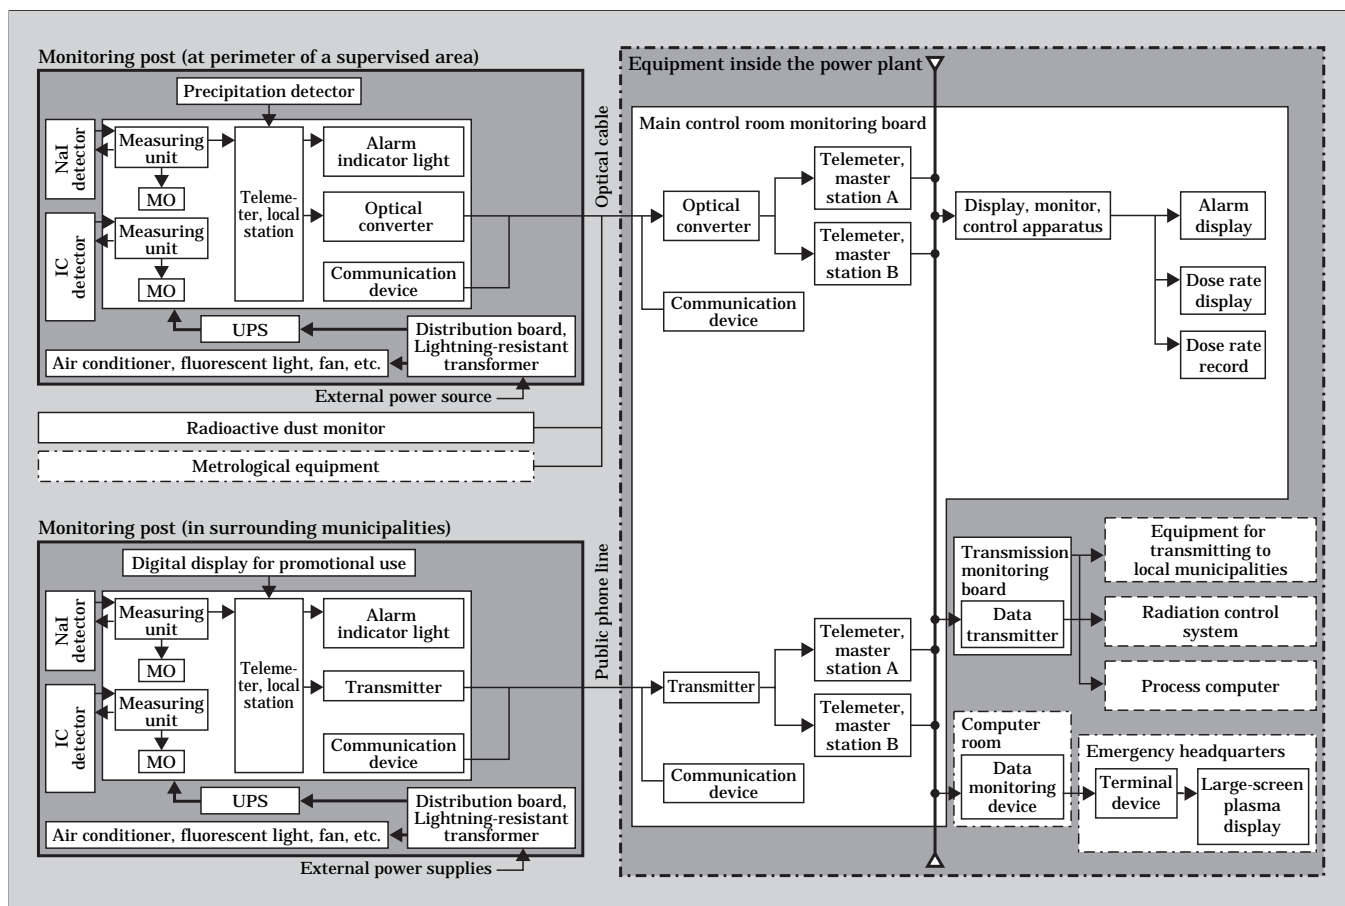 Monitoring post (at perimeter of a supervised area)
Precipitation detector
NaI
detector
Measuring
unit
MO
IC
detector
Measuring
unit
MO
Teleme-
ter, local
station
Alarm
indicator light
Optical
converter
Communication
device
UPS
Distribution board,
Lightning-resistant
transformer
Air conditioner, fluorescent light, fan, etc.
External power source
Radioactive dust monitor
Metrological equipment
Optical cable
Monitoring post (in surrounding municipalities)
Digital display for promotional use
NaI
detector
Measuring
unit
MO
IC
detector
Measuring
unit
MO
Teleme-
ter, local
station
Alarm
indicator light
Transmitter
Communication
device
UPS
Distribution board,
Lightning-resistant
transformer
Air conditioner, fluorescent light, fan, etc.
External power supplies
Public phone line
Equipment inside the power plant
Main control room monitoring board
Optical
converter
Telemeter,
master
station A
Telemeter,
master
station B
Communication
device
Display, monitor,
control apparatus
Alarm
display
Dose rate
display
Dose rate
record
Transmitter
Telemeter,
master
station A
Telemeter,
master
station B
Communication
device
Transmission
monitoring
board
Data
transmitter
Equipment for
transmitting to
local municipalities
Radiation control
system
Process computer
Computer
room
Data
monitoring
device
Emergency headquarters
Terminal
device
Large-screen
plasma
display